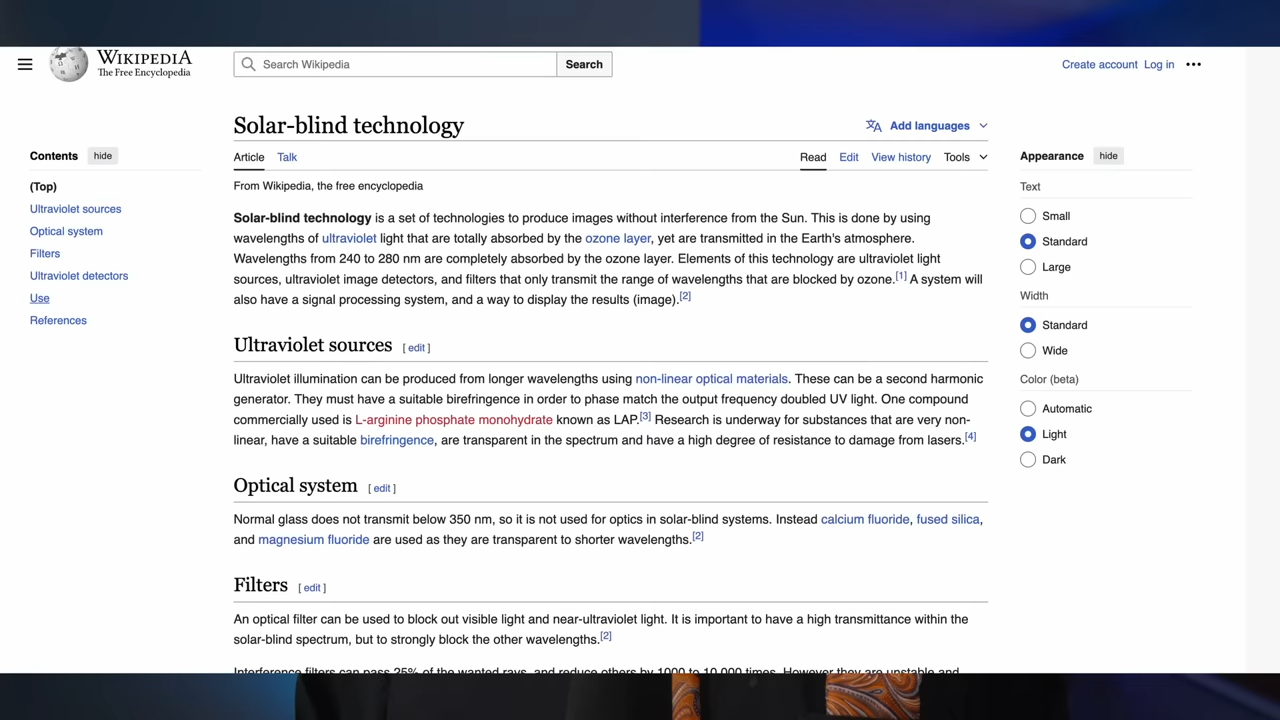 WIKIPEDIA
The Free Encyclopedia
Search Wikipedia
Search
Create account
Log in
Contents
hide
(Top)
Ultraviolet sources
Optical system
Filters
Ultraviolet detectors
Use
References
Solar-blind technology
Add languages
Article
Talk
Read
Edit
View history
Tools
From Wikipedia, the free encyclopedia
Solar-blind technology is a set of technologies to produce images without interference from the Sun. This is done by using
wavelengths of ultraviolet light that are totally absorbed by the ozone layer, yet are transmitted in the Earth's atmosphere.
Wavelengths from 240 to 280 nm are completely absorbed by the ozone layer. Elements of this technology are ultraviolet light
sources, ultraviolet image detectors, and filters that only transmit the range of wavelengths that are blocked by ozone.[1] A system will
also have a signal processing system, and a way to display the results (image).[2]
Ultraviolet sources [ edit ]
Ultraviolet illumination can be produced from longer wavelengths using non-linear optical materials. These can be a second harmonic
generator. They must have a suitable birefringence in order to phase match the output frequency doubled UV light. One compound
commercially used is L-arginine phosphate monohydrate known as LAP.[3] Research is underway for substances that are very non-
linear, have a suitable birefringence, are transparent in the spectrum and have a high degree of resistance to damage from lasers.[4]
Optical system [ edit ]
Normal glass does not transmit below 350 nm, so it is not used for optics in solar-blind systems. Instead calcium fluoride, fused silica,
and magnesium fluoride are used as they are transparent to shorter wavelengths.[2]
Filters [ edit ]
An optical filter can be used to block out visible light and near-ultraviolet light. It is important to have a high transmittance within the
solar-blind spectrum, but to strongly block the other wavelengths.[2]
Interference filters can pass 25% of the wanted rays, and reduce others by 1000 to 10,000 times. However they are unstable and
Appearance
hide
Text
Small
Standard
Large
Width
Standard
Wide
Color (beta)
Automatic
Light
Dark